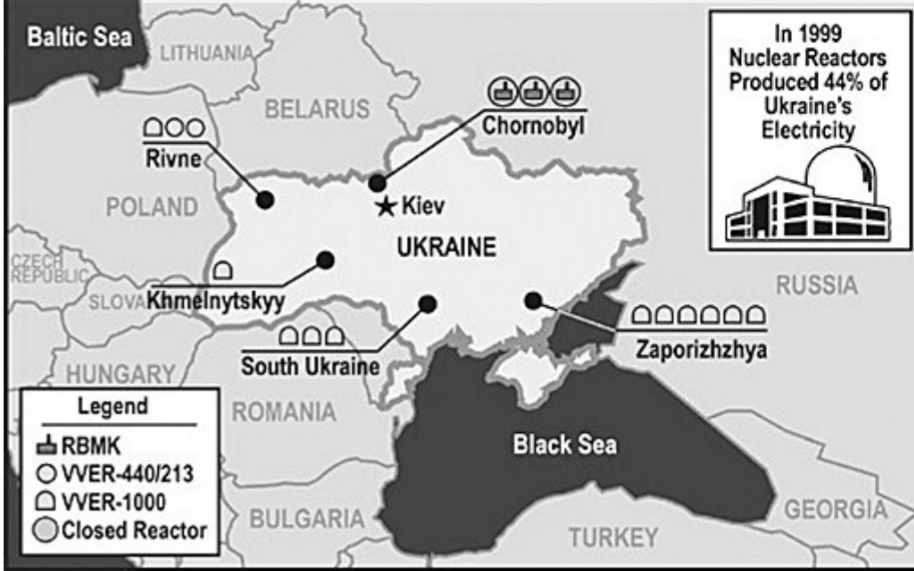 Baltic Sea
LITHUANIA
In 1999
Nuclear Reactors
Produced 44% of
Ukraine's
Electricity
BELARUS
Chornobyl
Rivne
POLAND
Kiev
UKRAINE
CZECH
REPUBLIC
RUSSIA
Khmelnytskyy
SLOVA
South Ukraine
Zaporizhzhya
HUNGARY
ROMANIA
Black Sea
Legend
RBMK
VVER-440/213
VVER-1000
Closed Reactor
BULGARIA
GEORGIA
TURKEY